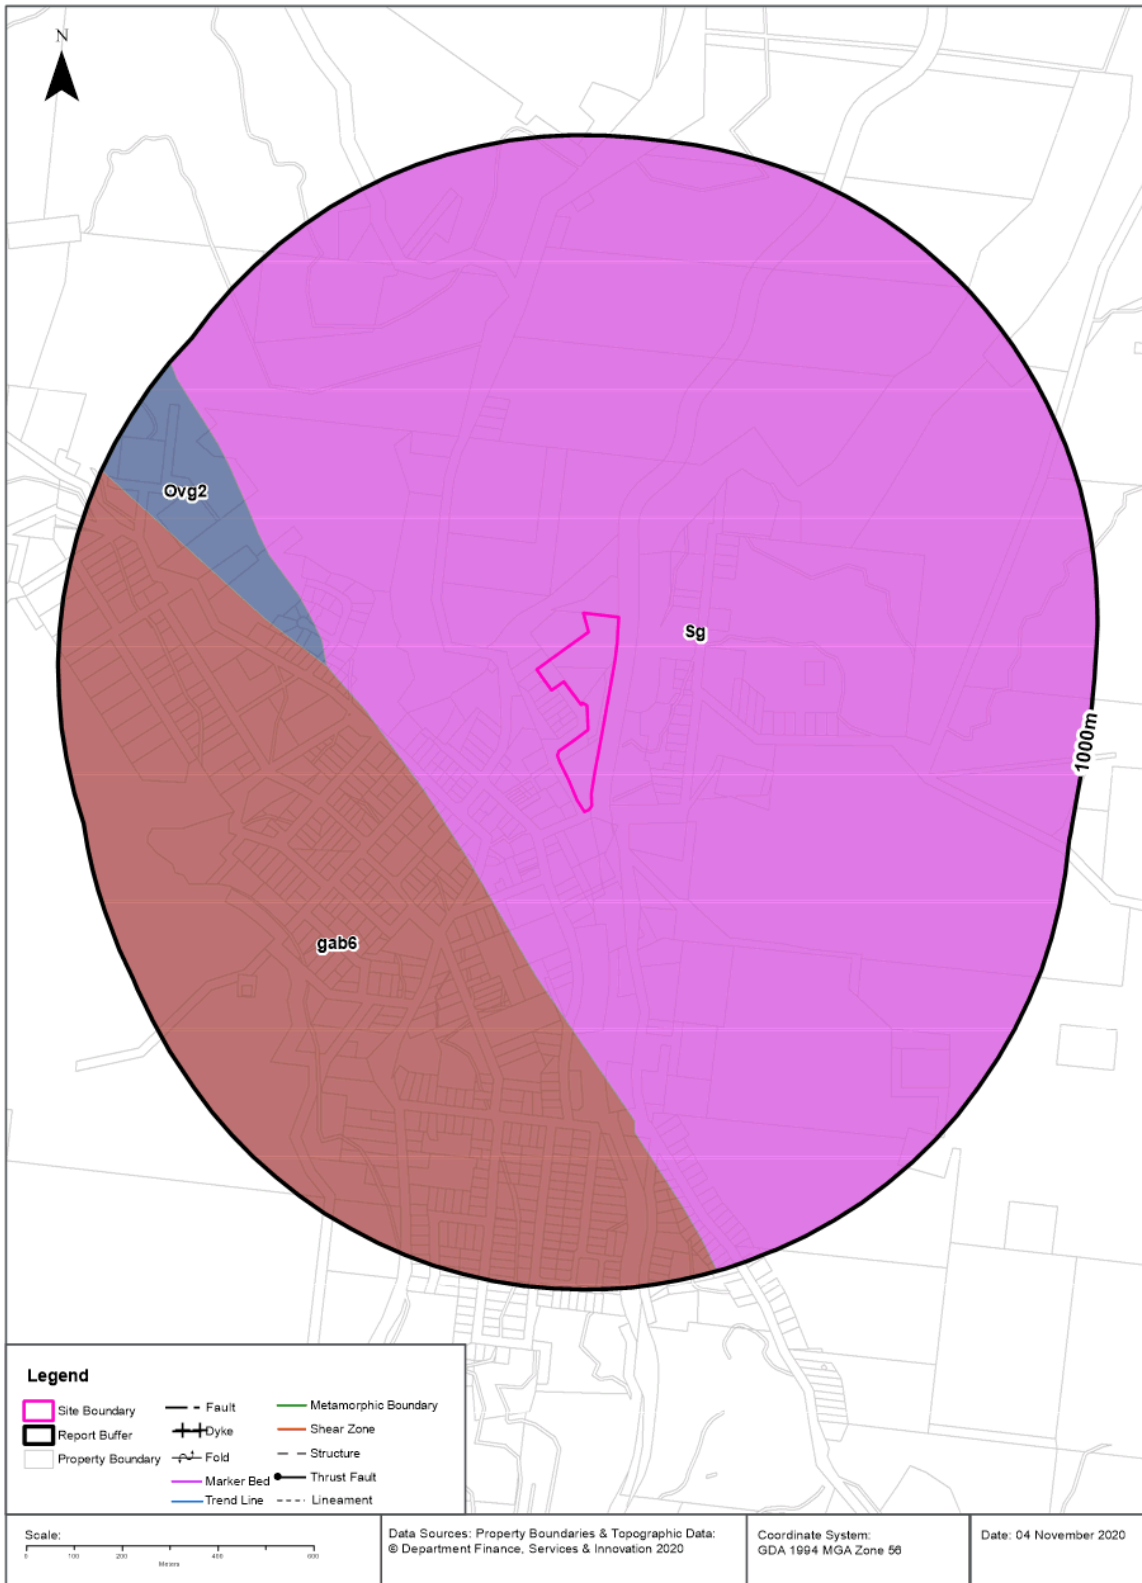 N
Ovg2
Sg
1000m
gab6
Legend
Site Boundary
Report Buffer
Property Boundary
Fault
Dyke
Fold
Marker Bed
Trend Line
Metamorphic Boundary
Shear Zone
Structure
Thrust Fault
Lineament
Scale:
0 100 200 400 600
Meters
Data Sources: Property Boundaries & Topographic Data:
© Department Finance, Services & Innovation 2020
Coordinate System:
GDA 1994 MGA Zone 56
Date: 04 November 2020